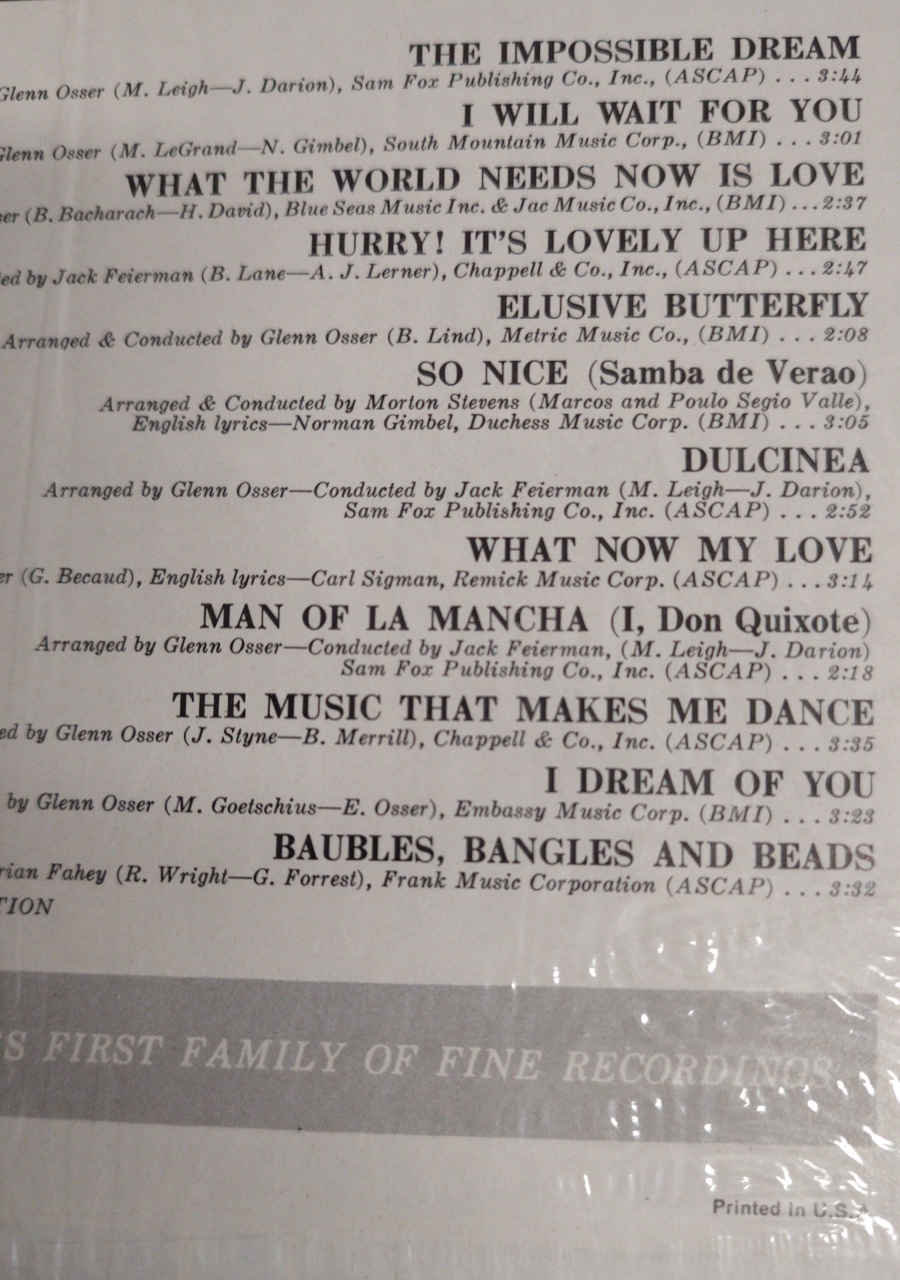 THE IMPOSSIBLE DREAM
Glenn Osser (M. Leigh—J. Darion), Sam Fox Publishing Co., Inc., (ASCAP) . . . 3:44
I WILL WAIT FOR YOU
Glenn Osser (M. LeGrand—N. Gimbel), South Mountain Music Corp., (BMI) . . . 3:01
WHAT THE WORLD NEEDS NOW IS LOVE
er (B. Bacharach—H. David), Blue Seas Music Inc. & Jac Music Co., Inc., (BMI) . . . 2:37
HURRY! IT'S LOVELY UP HERE
ed by Jack Feierman (B. Lane—A. J. Lerner), Chappell & Co., Inc., (ASCAP) . . . 2:47
ELUSIVE BUTTERFLY
Arranged & Conducted by Glenn Osser (B. Lind), Metric Music Co., (BMI) . . . 2:08
SO NICE (Samba de Verao)
Arranged & Conducted by Morton Stevens (Marcos and Poulo Segio Valle),
English lyrics—Norman Gimbel, Duchess Music Corp. (BMI) . . . 3:05
DULCINEA
Arranged by Glenn Osser—Conducted by Jack Feierman (M. Leigh—J. Darion),
Sam Fox Publishing Co., Inc. (ASCAP) . . . 2:52
WHAT NOW MY LOVE
er (G. Becaud), English lyrics—Carl Sigman, Remick Music Corp. (ASCAP) . . . 3:14
MAN OF LA MANCHA (I, Don Quixote)
Arranged by Glenn Osser—Conducted by Jack Feierman, (M. Leigh—J. Darion)
Sam Fox Publishing Co., Inc. (ASCAP) . . . 2:18
THE MUSIC THAT MAKES ME DANCE
ed by Glenn Osser (J. Styne—B. Merrill), Chappell & Co., Inc. (ASCAP) . . . 3:35
I DREAM OF YOU
by Glenn Osser (M. Goetschius—E. Osser), Embassy Music Corp. (BMI) . . . 3:23
BAUBLES, BANGLES AND BEADS
rian Fahey (R. Wright—G. Forrest), Frank Music Corporation (ASCAP) . . . 3:32
TION
S FIRST FAMILY OF FINE RECORDINGS
Printed in U.S.A.